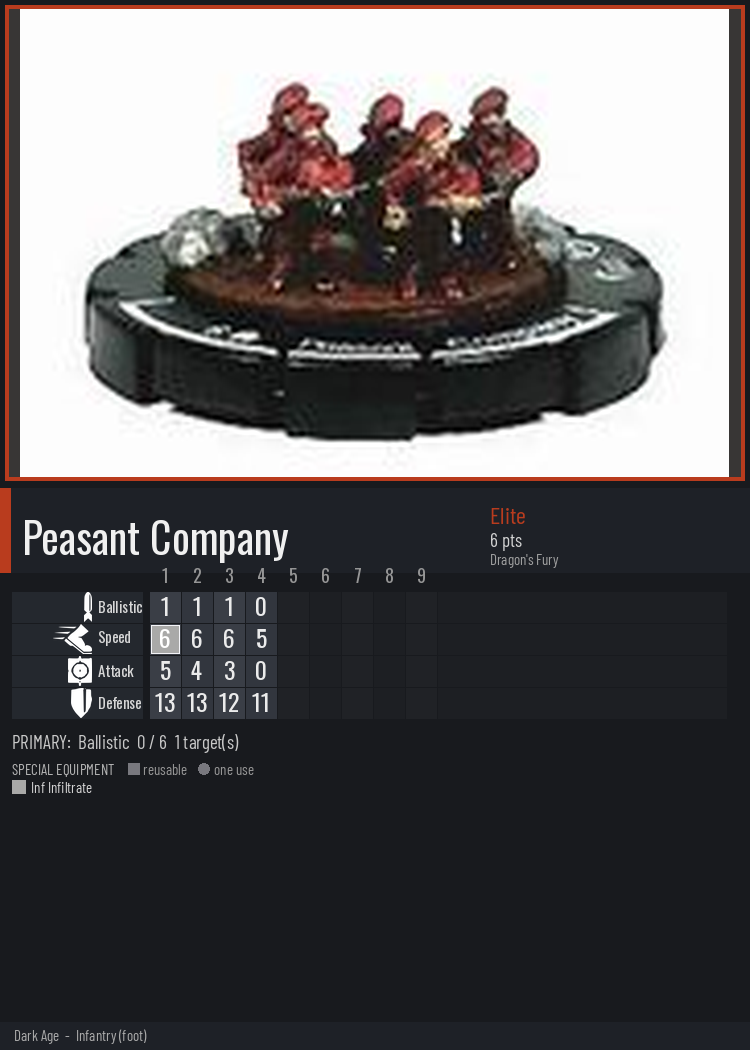 Peasant Company
Elite
6 pts
Dragon's Fury
1 2 3 4 5 6 7 8 9
Ballistic 1 1 1 0
Speed 6 6 6 5
Attack 5 4 3 0
Defense 13 13 12 11
PRIMARY: Ballistic 0 / 6 1 target(s)
SPECIAL EQUIPMENT reusable one use
Inf Infiltrate
Dark Age - Infantry (foot)